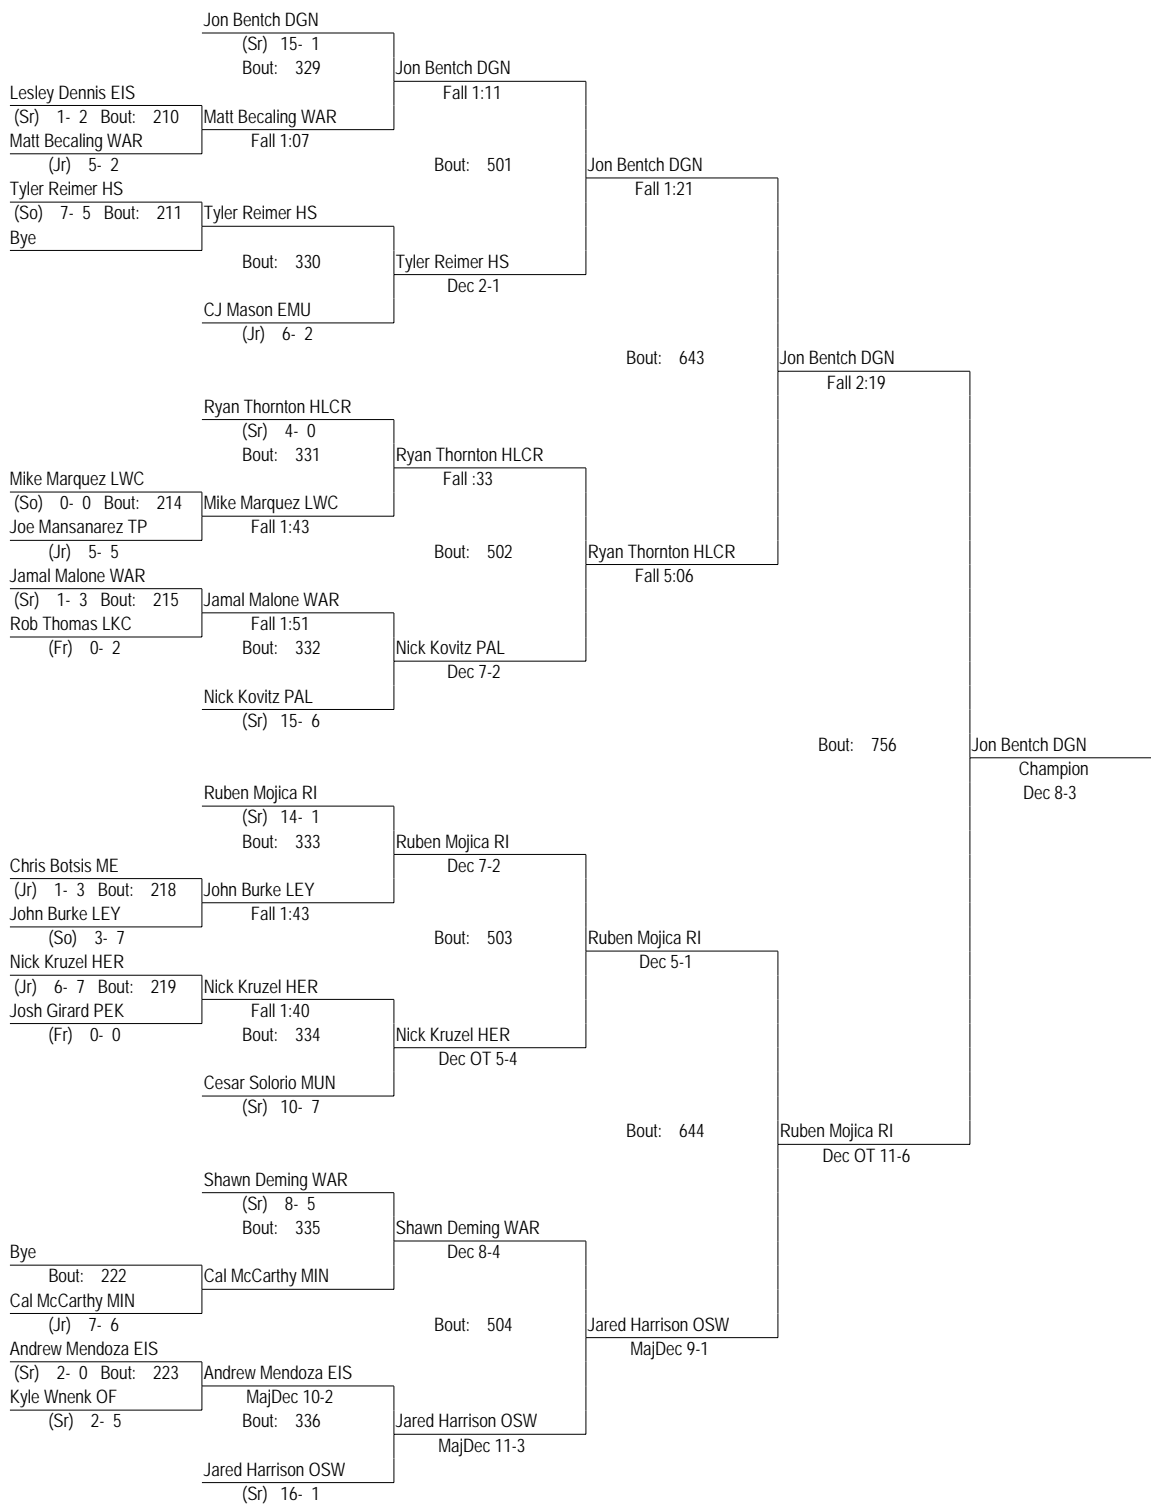 Jon Bentch DGN
(Sr) 15- 1
Bout: 329
Jon Bentch DGN
Fall 1:11
Lesley Dennis EIS
(Sr) 1- 2 Bout: 210
Matt Becaling WAR
Fall 1:07
Matt Becaling WAR
(Jr) 5- 2
Bout: 501
Jon Bentch DGN
Fall 1:21
Tyler Reimer HS
(So) 7- 5 Bout: 211
Tyler Reimer HS
Bye
Bout: 330
Tyler Reimer HS
Dec 2-1
CJ Mason EMU
(Jr) 6- 2
Bout: 643
Jon Bentch DGN
Fall 2:19
Ryan Thornton HLCR
(Sr) 4- 0
Bout: 331
Ryan Thornton HLCR
Fall :33
Mike Marquez LWC
(So) 0- 0 Bout: 214
Mike Marquez LWC
Fall 1:43
Joe Mansanarez TP
(Jr) 5- 5
Bout: 502
Ryan Thornton HLCR
Fall 5:06
Jamal Malone WAR
(Sr) 1- 3 Bout: 215
Jamal Malone WAR
Fall 1:51
Rob Thomas LKC
(Fr) 0- 2
Bout: 332
Nick Kovitz PAL
Dec 7-2
Nick Kovitz PAL
(Sr) 15- 6
Bout: 756
Jon Bentch DGN
Champion
Dec 8-3
Ruben Mojica RI
(Sr) 14- 1
Bout: 333
Ruben Mojica RI
Dec 7-2
Chris Botsis ME
(Jr) 1- 3 Bout: 218
John Burke LEY
Fall 1:43
John Burke LEY
(So) 3- 7
Bout: 503
Ruben Mojica RI
Dec 5-1
Nick Kruzel HER
(Jr) 6- 7 Bout: 219
Nick Kruzel HER
Fall 1:40
Josh Girard PEK
(Fr) 0- 0
Bout: 334
Nick Kruzel HER
Dec OT 5-4
Cesar Solorio MUN
(Sr) 10- 7
Bout: 644
Ruben Mojica RI
Dec OT 11-6
Shawn Deming WAR
(Sr) 8- 5
Bout: 335
Shawn Deming WAR
Dec 8-4
Bye
Bout: 222
Cal McCarthy MIN
Cal McCarthy MIN
(Jr) 7- 6
Bout: 504
Jared Harrison OSW
MajDec 9-1
Andrew Mendoza EIS
(Sr) 2- 0 Bout: 223
Andrew Mendoza EIS
MajDec 10-2
Kyle Wnenk OF
(Sr) 2- 5
Bout: 336
Jared Harrison OSW
MajDec 11-3
Jared Harrison OSW
(Sr) 16- 1